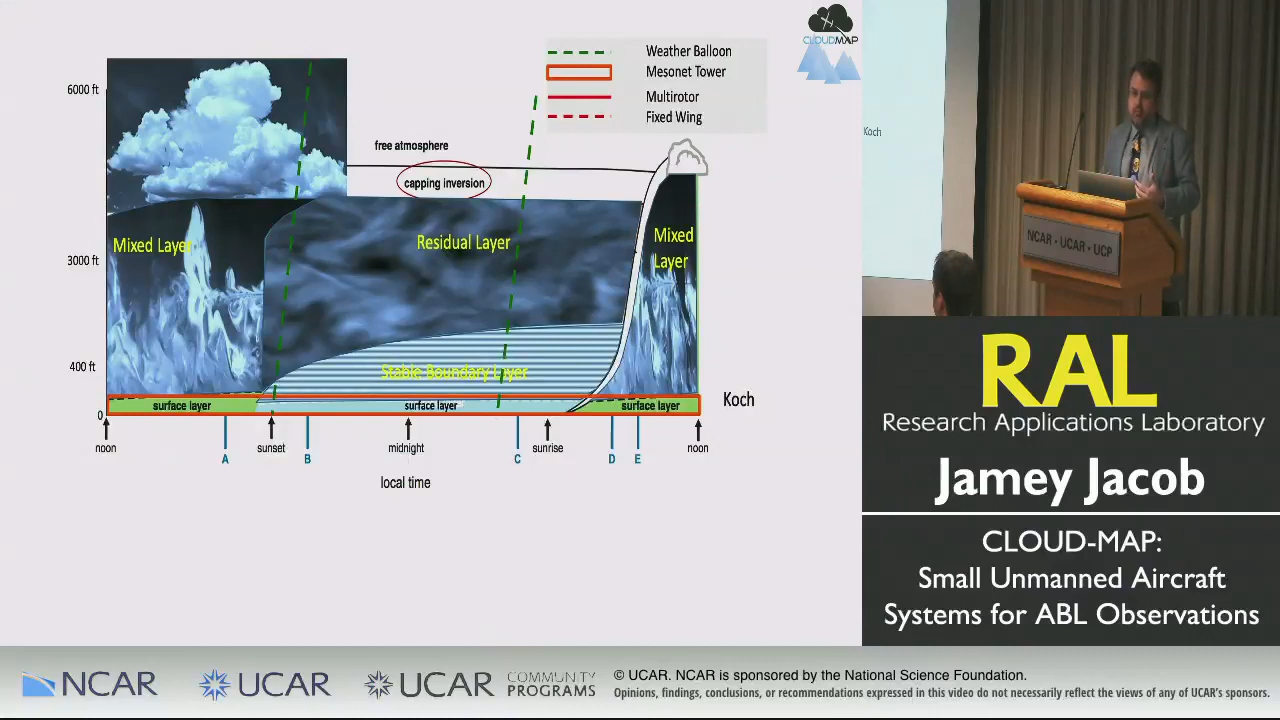 CLOUDMAP
Weather Balloon
Mesonet Tower
Multirotor
Fixed Wing
6000 ft
3000 ft
400 ft
0
free atmosphere
capping inversion
Mixed Layer
Residual Layer
Mixed
Layer
Stable Boundary Layer
surface layer
surface layer
surface layer
Koch
noon
A
sunset
B
midnight
C
sunrise
D
E
noon
local time
Koch
NCAR • UCAR • UCP
RAL
Research Applications Laboratory
Jamey Jacob
CLOUD-MAP:
Small Unmanned Aircraft
Systems for ABL Observations
NCAR
UCAR
UCAR
COMMUNITY
PROGRAMS
© UCAR. NCAR is sponsored by the National Science Foundation.
Opinions, findings, conclusions, or recommendations expressed in this video do not necessarily reflect the views of any of UCAR's sponsors.